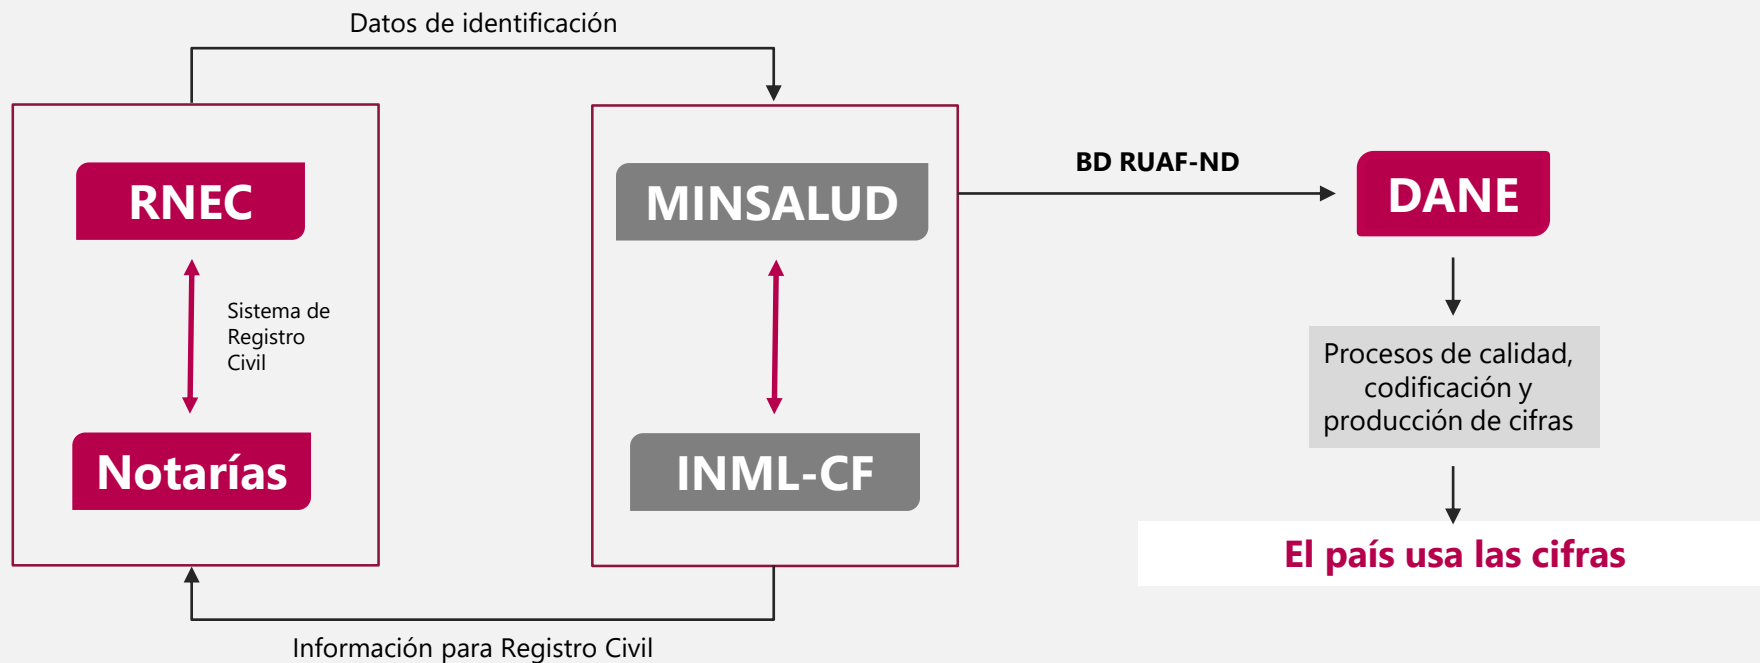 Datos de identificación
RNEC
Sistema de
Registro
Civil
Notarías
MINSALUD
INML-CF
Información para Registro Civil
BD RUAF-ND
DANE
Procesos de calidad,
codificación y
producción de cifras
El país usa las cifras